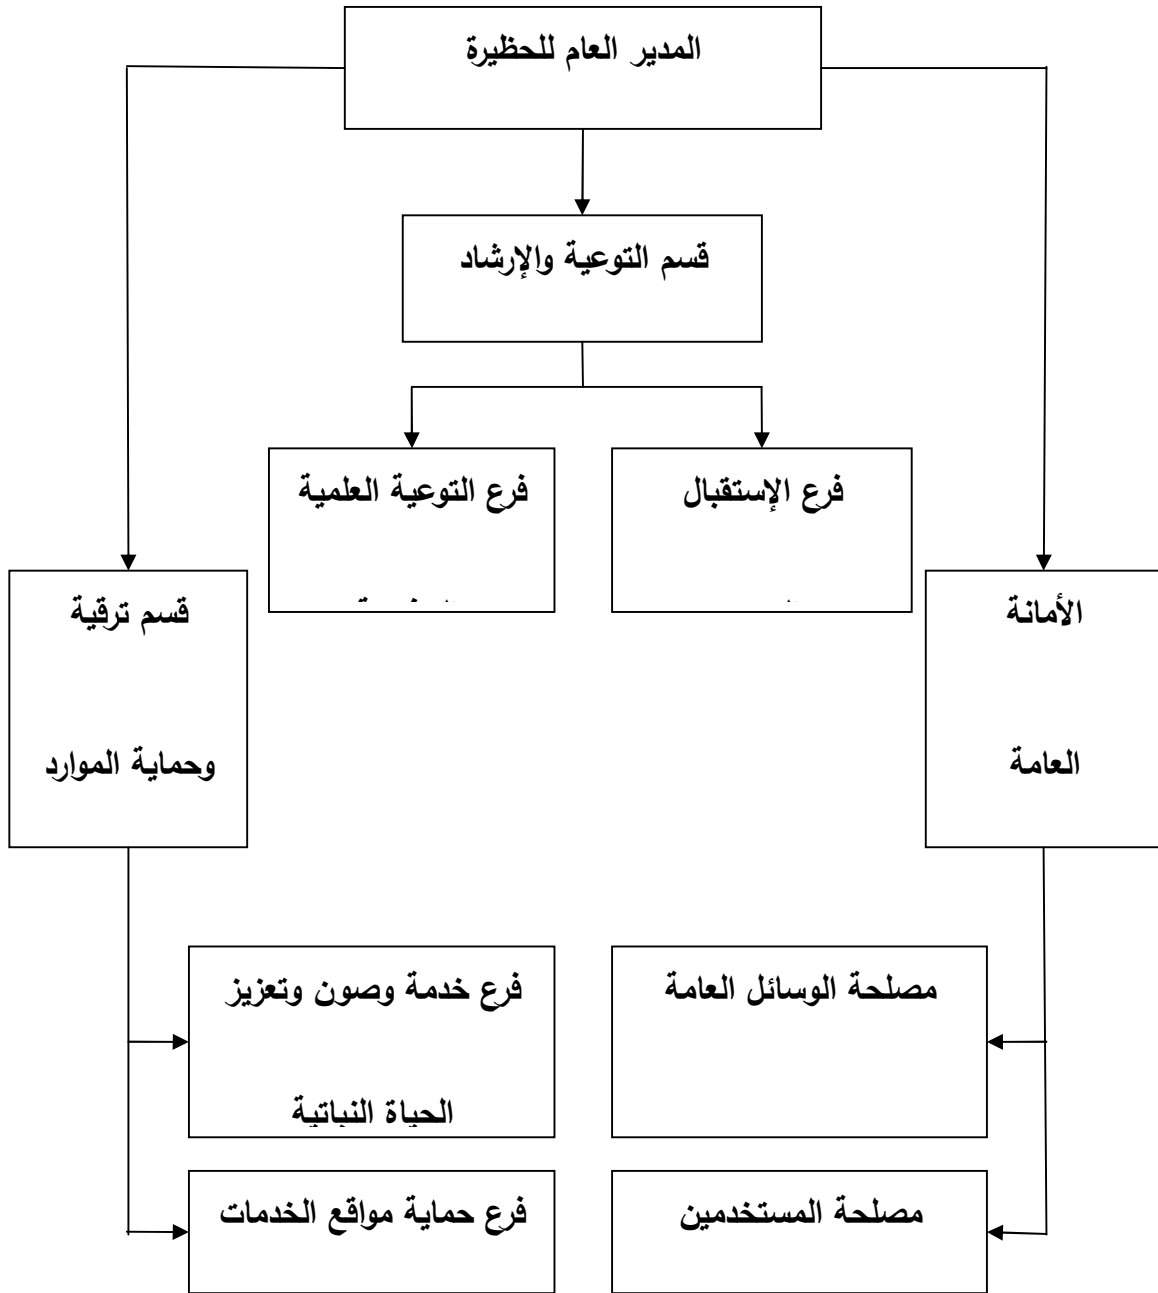 المدير العام للحظيرة
قسم التوعية والإرشاد
فرع الإستقبال
فرع التوعية العلمية
الأمانة
العامة
قسم ترقية
وحماية الموارد
مصلحة الوسائل العامة
فرع خدمة وصون وتعزيز
الحياة النباتية
مصلحة المستخدمين
فرع حماية مواقع الخدمات